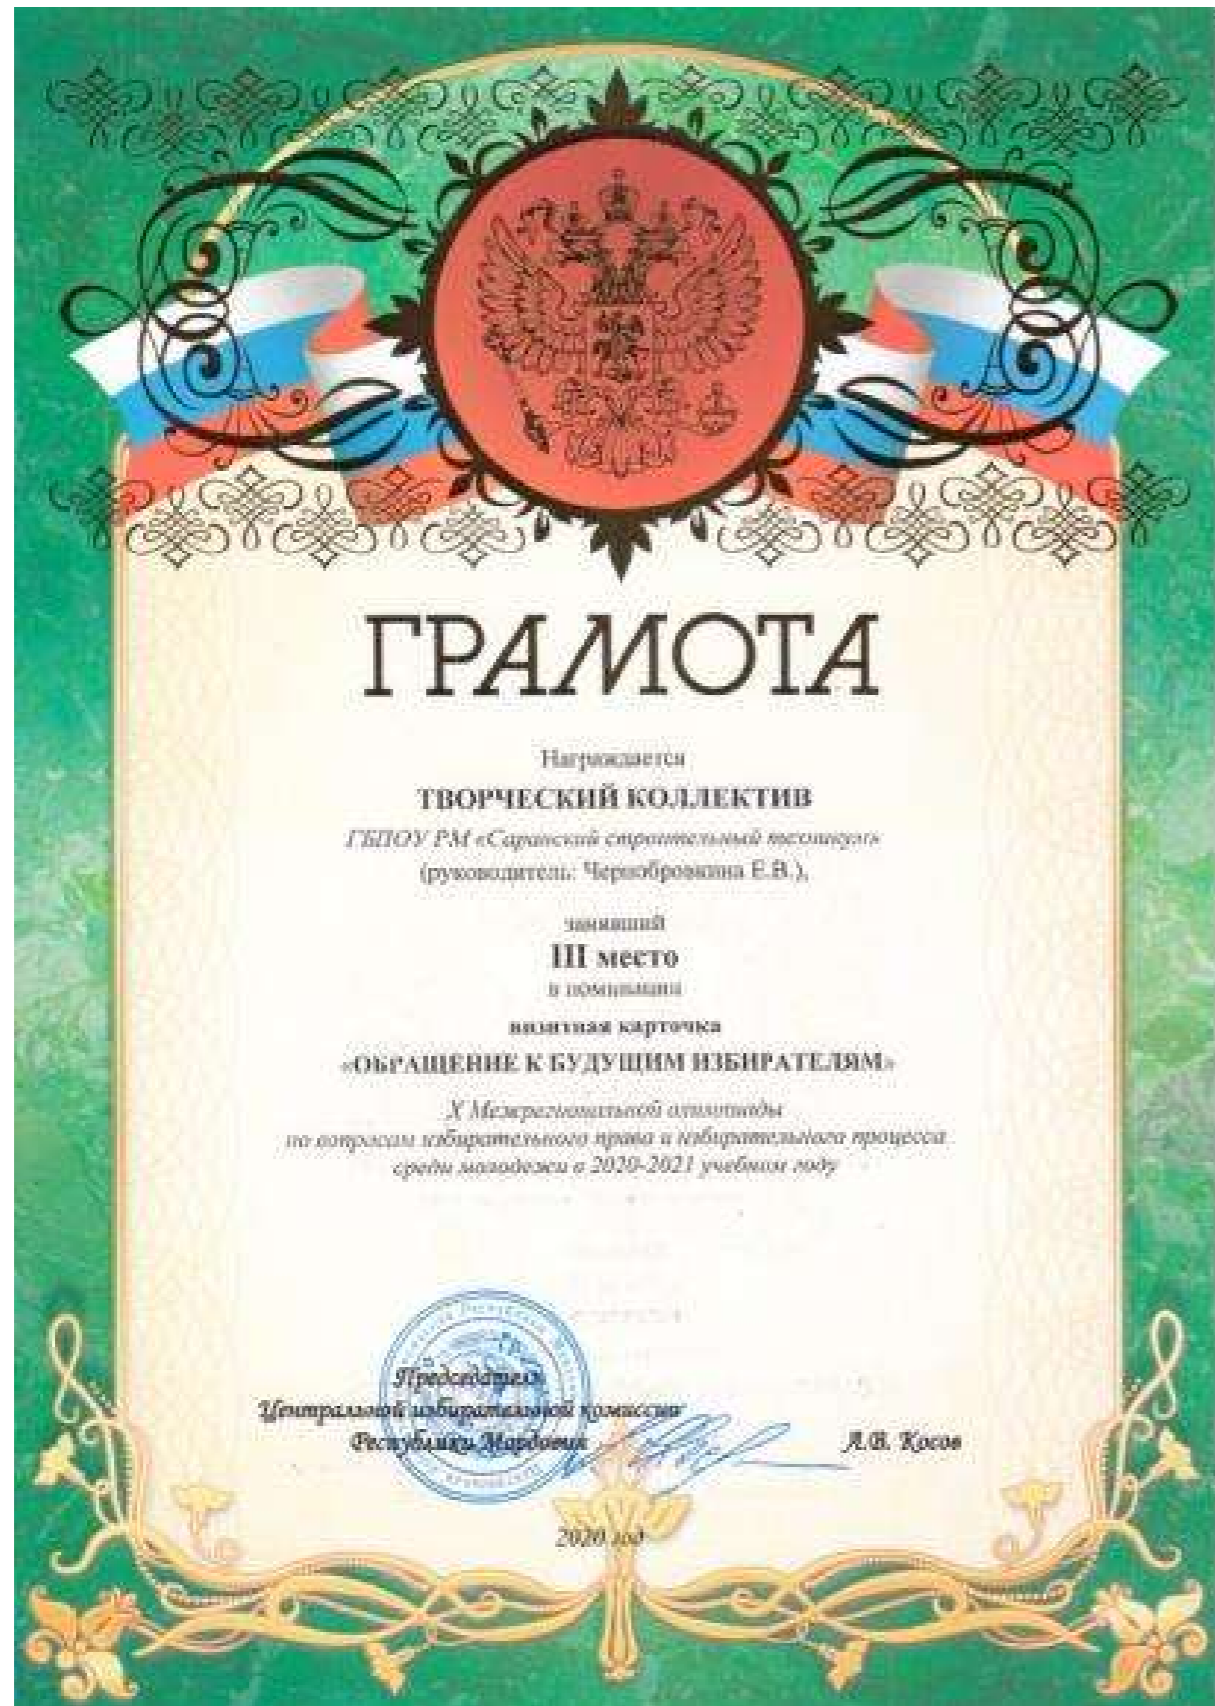 ГРАМОТА
Награждается
ТВОРЧЕСКИЙ КОЛЛЕКТИВ
ГБПОУ РМ «Саранский строительный техникум»
(руководитель: Чернобровкина Е.В.),
занявший
III место
в номинации
визитная карточка
«ОБРАЩЕНИЕ К БУДУЩИМ ИЗБИРАТЕЛЯМ»
X Межрегиональной олимпиады
по вопросам избирательного права и избирательного процесса
среди молодежи в 2020-2021 учебном году
Председатель
Центральной избирательной комиссии
Республики Мордовия
А.В. Косов
2020 год